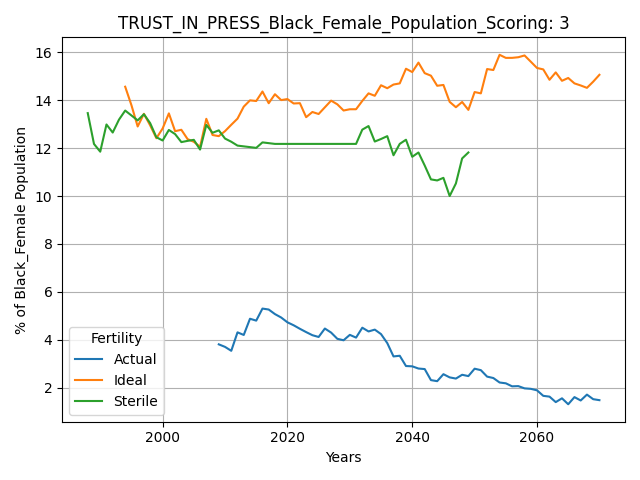 TRUST_IN_PRESS_Black_Female_Population_Scoring: 3
% of Black_Female Population
16
14
12
10
8
6
4
2
Fertility
Actual
Ideal
Sterile
2000
2020
2040
2060
Years